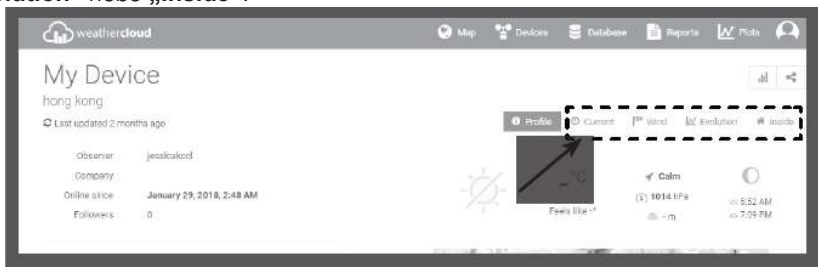 „Inside“.
weathercloud
Map Devices Database Reports Plots
My Device
hong kong
Last updated 2 months ago
Profile Current Wind Evolution Inside
Observer jessicakcel
Company
Online since January 29, 2018, 2:48 AM
Followers 0
-°C
Feels like -°
Calm
1014 hPa
- m
5:52 AM
7:09 PM